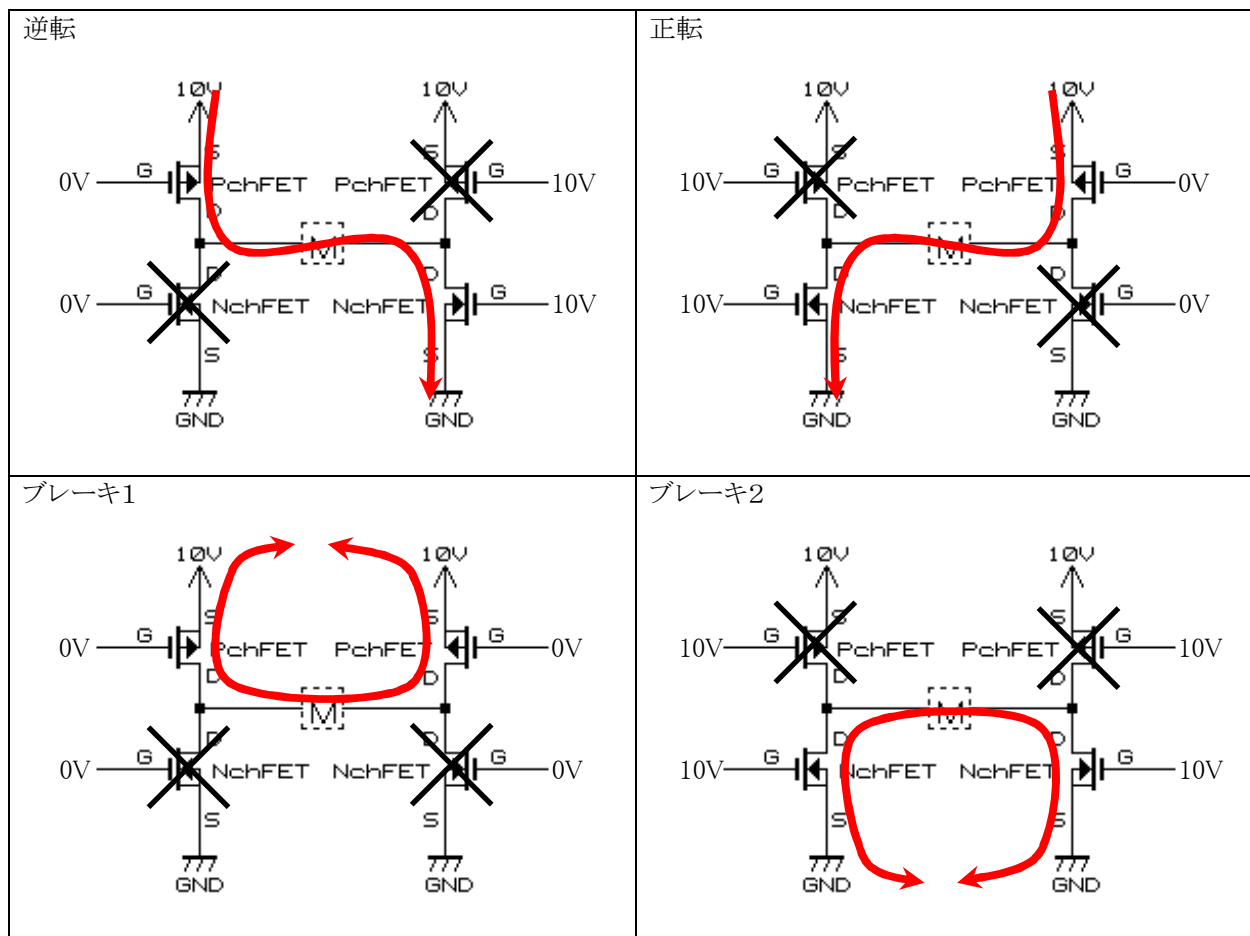 逆転
10V 10V
S S
0V G PchFET PchFET G 10V
D D
M
D D
0V G NchFET NchFET G 10V
S S
GND GND
正転
10V 10V
S S
10V G PchFET PchFET G 0V
D D
M
D D
10V G NchFET NchFET G 0V
S S
GND GND
ブレーキ1
10V 10V
S S
0V G PchFET PchFET G 0V
D D
M
D D
0V G NchFET NchFET G 0V
S S
GND GND
ブレーキ2
10V 10V
S S
10V G PchFET PchFET G 10V
D D
M
D D
10V G NchFET NchFET G 10V
S S
GND GND